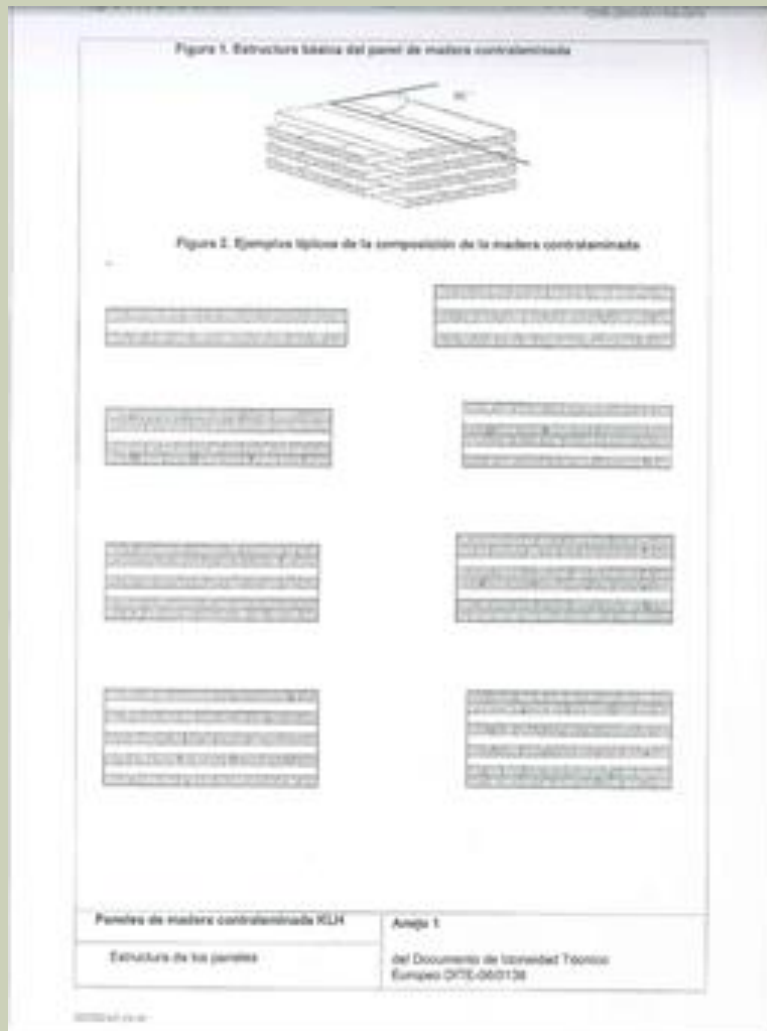 Figura 1. Estructura básica del panel de madera contralaminada
90 °
Figura 2. Ejemplos típicos de la composición de la madera contralaminada
Paneles de madera contralaminada KLH
Anejo 1
Estructura de los paneles
del Documento de Idoneidad Técnico
Europeo DITE-06/0138